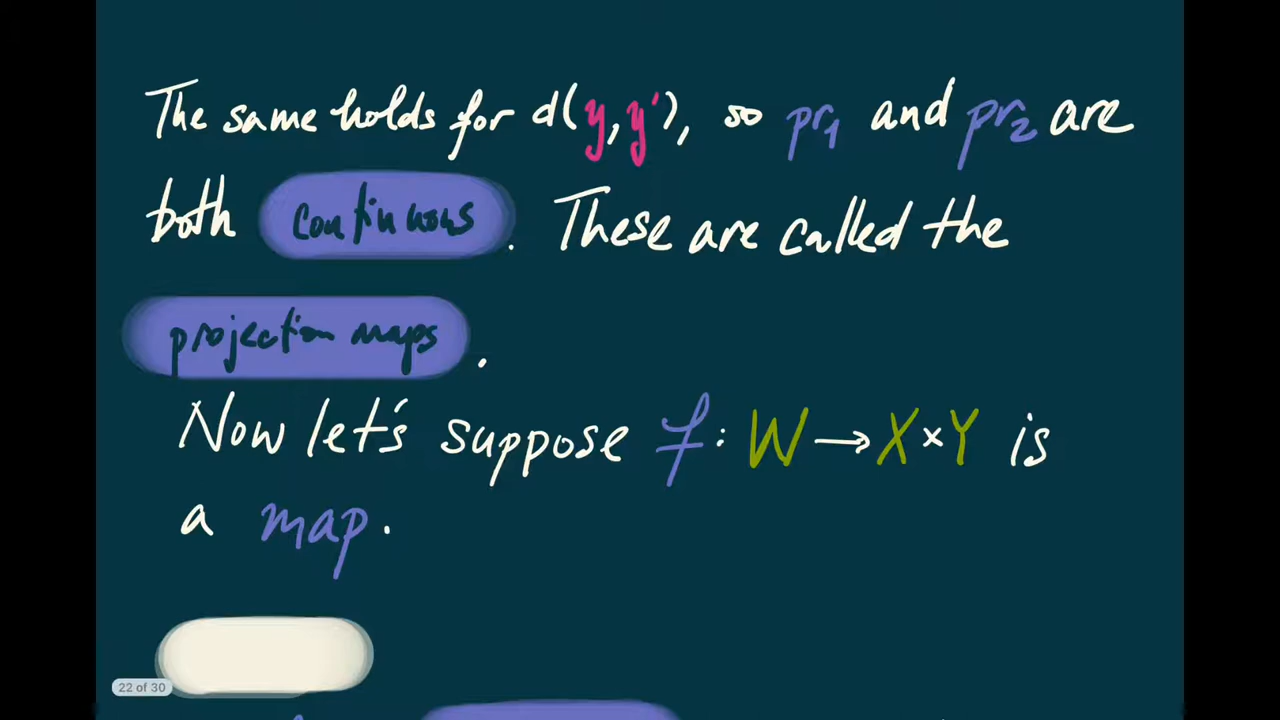 The same holds for d(y, y'), so pr₁ and pr₂ are
both continuous. These are called the
projection maps.
Now let's suppose f: W → X × Y is
a map.
22 of 30